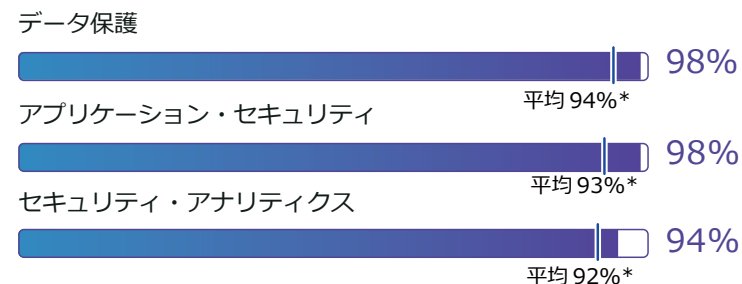 データ保護
98%
平均 94%*
アプリケーション・セキュリティ
98%
平均 93%*
セキュリティ・アナリティクス
94%
平均 92%*